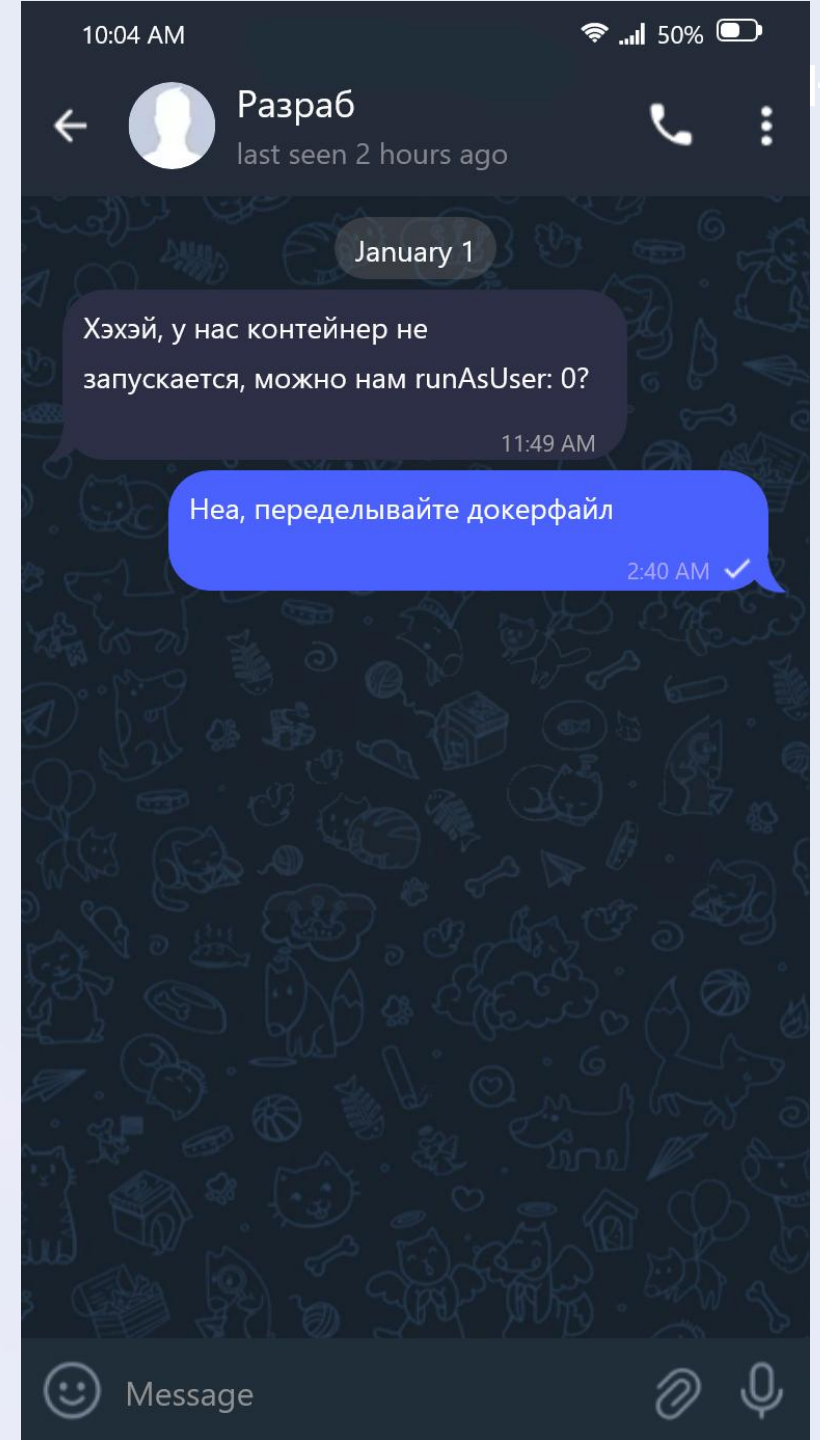 10:04 AM 50%
Разраб
last seen 2 hours ago
January 1
Хэхэй, у нас контейнер не
запускается, можно нам runAsUser: 0?
11:49 AM
Неа, переделывайте докерфайл
2:40 AM
Message